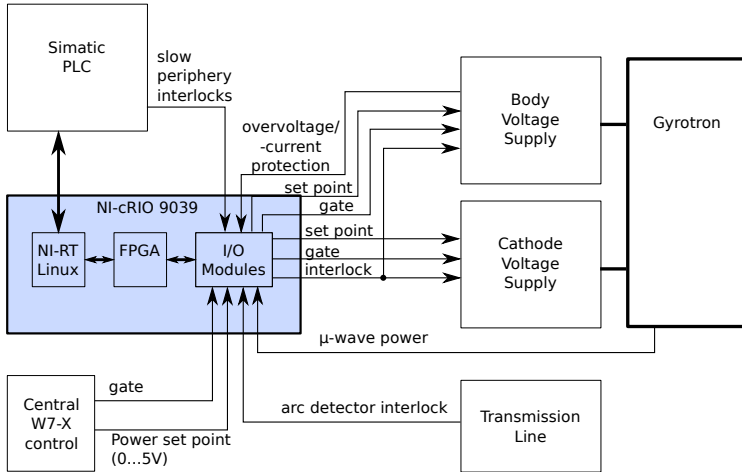 Simatic
PLC
slow
periphery
interlocks
overvoltage/
-current
protection
Body
Voltage
Supply
Gyrotron
set point
gate
NI-cRIO 9039
NI-RT
Linux
FPGA
I/O
Modules
set point
gate
interlock
Cathode
Voltage
Supply
μ-wave power
gate
Central
W7-X
control
Power set point
(0...5V)
arc detector interlock
Transmission
Line